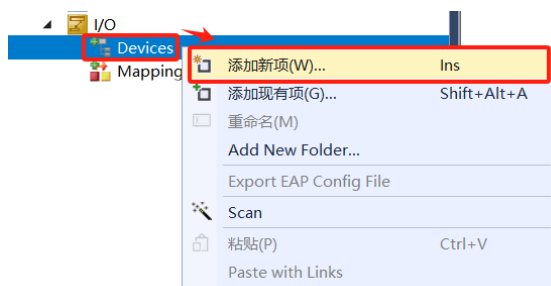 I/O
Devices
Mapping
添加新项(W)... Ins
添加现有项(G)... Shift+Alt+A
重命名(M)
Add New Folder...
Export EAP Config File
Scan
粘贴(P) Ctrl+V
Paste with Links